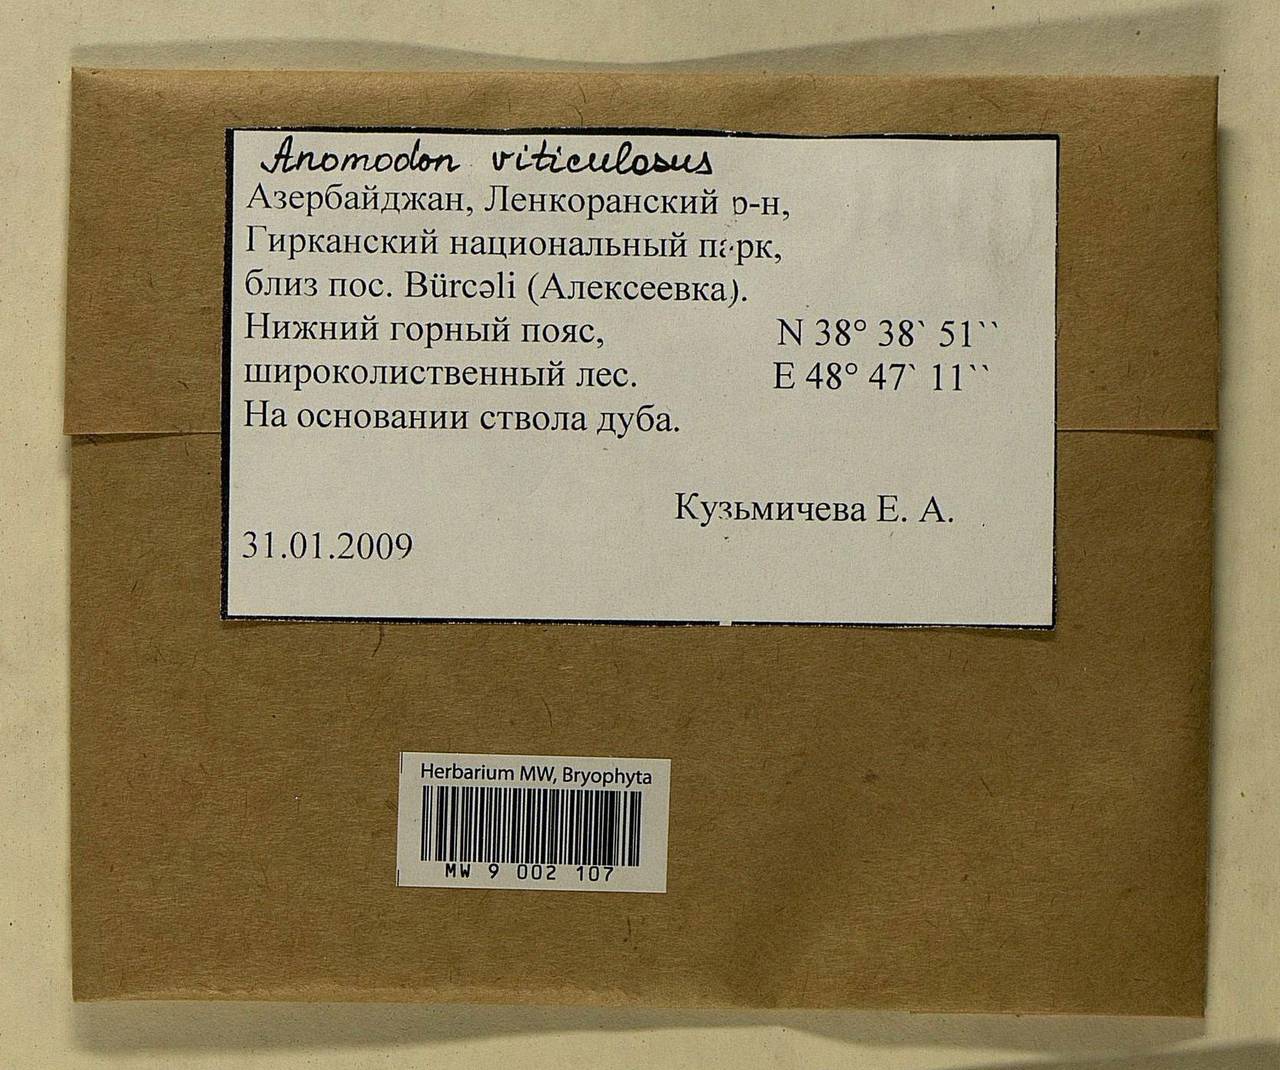 Anomodon viticulosus
Азербайджан, Ленкоранский р-н,
Гирканский национальный парк,
близ пос. Bürcəli (Алексеевка).
Нижний горный пояс, N 38° 38` 51``
широколиственный лес. E 48° 47` 11``
На основании ствола дуба.
Кузьмичева Е. А.
31.01.2009
Herbarium MW, Bryophyta
MW 9 002 107